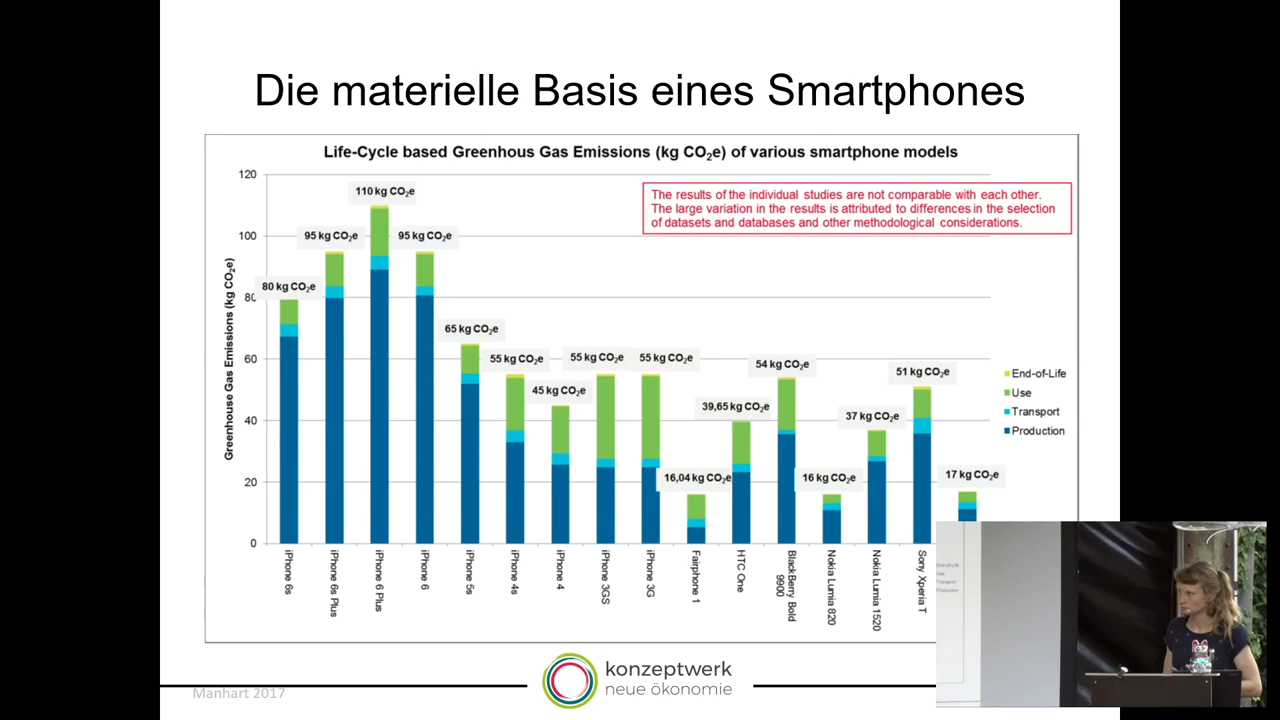 Die materielle Basis eines Smartphones
Life-Cycle based Greenhous Gas Emissions (kg CO₂e) of various smartphone models
The results of the individual studies are not comparable with each other.
The large variation in the results is attributed to differences in the selection
of datasets and databases and other methodological considerations.
Greenhouse Gas Emissions (kg CO₂e)
120
100
80
60
40
20
0
80 kg CO₂e
95 kg CO₂e
110 kg CO₂e
95 kg CO₂e
65 kg CO₂e
55 kg CO₂e
45 kg CO₂e
55 kg CO₂e
55 kg CO₂e
16,04 kg CO₂e
39,65 kg CO₂e
54 kg CO₂e
16 kg CO₂e
37 kg CO₂e
51 kg CO₂e
17 kg CO₂e
End-of-Life
Use
Transport
Production
iPhone 6s
iPhone 6s Plus
iPhone 6 Plus
iPhone 6
iPhone 5s
iPhone 4s
iPhone 4
iPhone 3GS
iPhone 3G
Fairphone 1
HTC One
BlackBerry Bold
9900
Nokia Lumia 820
Nokia Lumia 1520
Sony Xperia T
End-of-Life
Use
Transport
Production
Manhart 2017
konzeptwerk
neue ökonomie